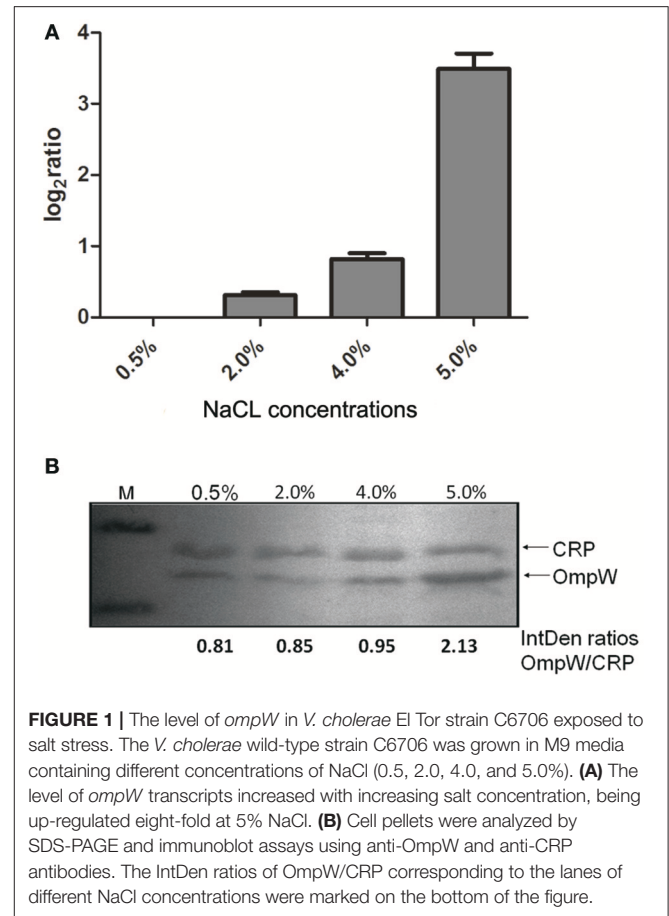 A
4
3
2
1
0
log2ratio
0.5%
2.0%
4.0%
5.0%
NaCL concentrations
B
M 0.5% 2.0% 4.0% 5.0%
CRP
OmpW
0.81 0.85 0.95 2.13 IntDen ratios
OmpW/CRP
FIGURE 1 | The level of ompW in V. cholerae El Tor strain C6706 exposed to
salt stress. The V. cholerae wild-type strain C6706 was grown in M9 media
containing different concentrations of NaCl (0.5, 2.0, 4.0, and 5.0%). (A) The
level of ompW transcripts increased with increasing salt concentration, being
up-regulated eight-fold at 5% NaCl. (B) Cell pellets were analyzed by
SDS-PAGE and immunoblot assays using anti-OmpW and anti-CRP
antibodies. The IntDen ratios of OmpW/CRP corresponding to the lanes of
different NaCl concentrations were marked on the bottom of the figure.